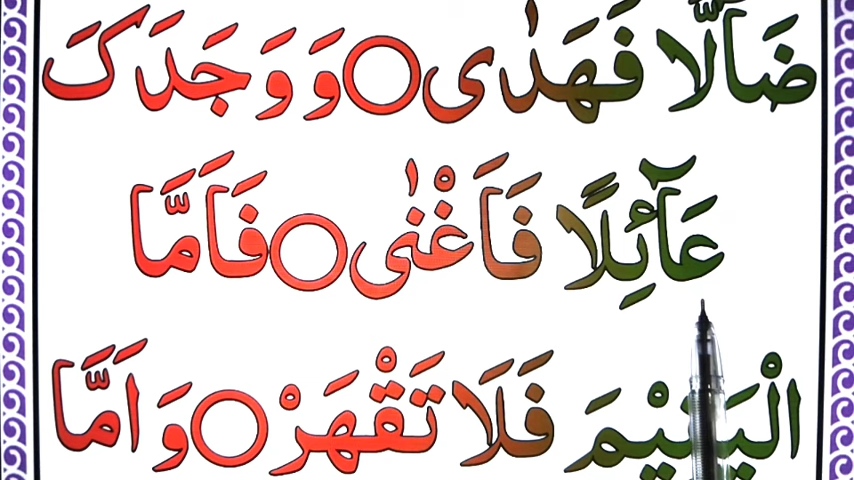 ضَآلًّا فَهَدٰی ○ وَ وَجَدَكَ
عَآئِلًا فَاَغْنٰی ○ فَاَمَّا
الْیَتِیْمَ فَلَا تَقْهَرْ ○ وَ اَمَّا